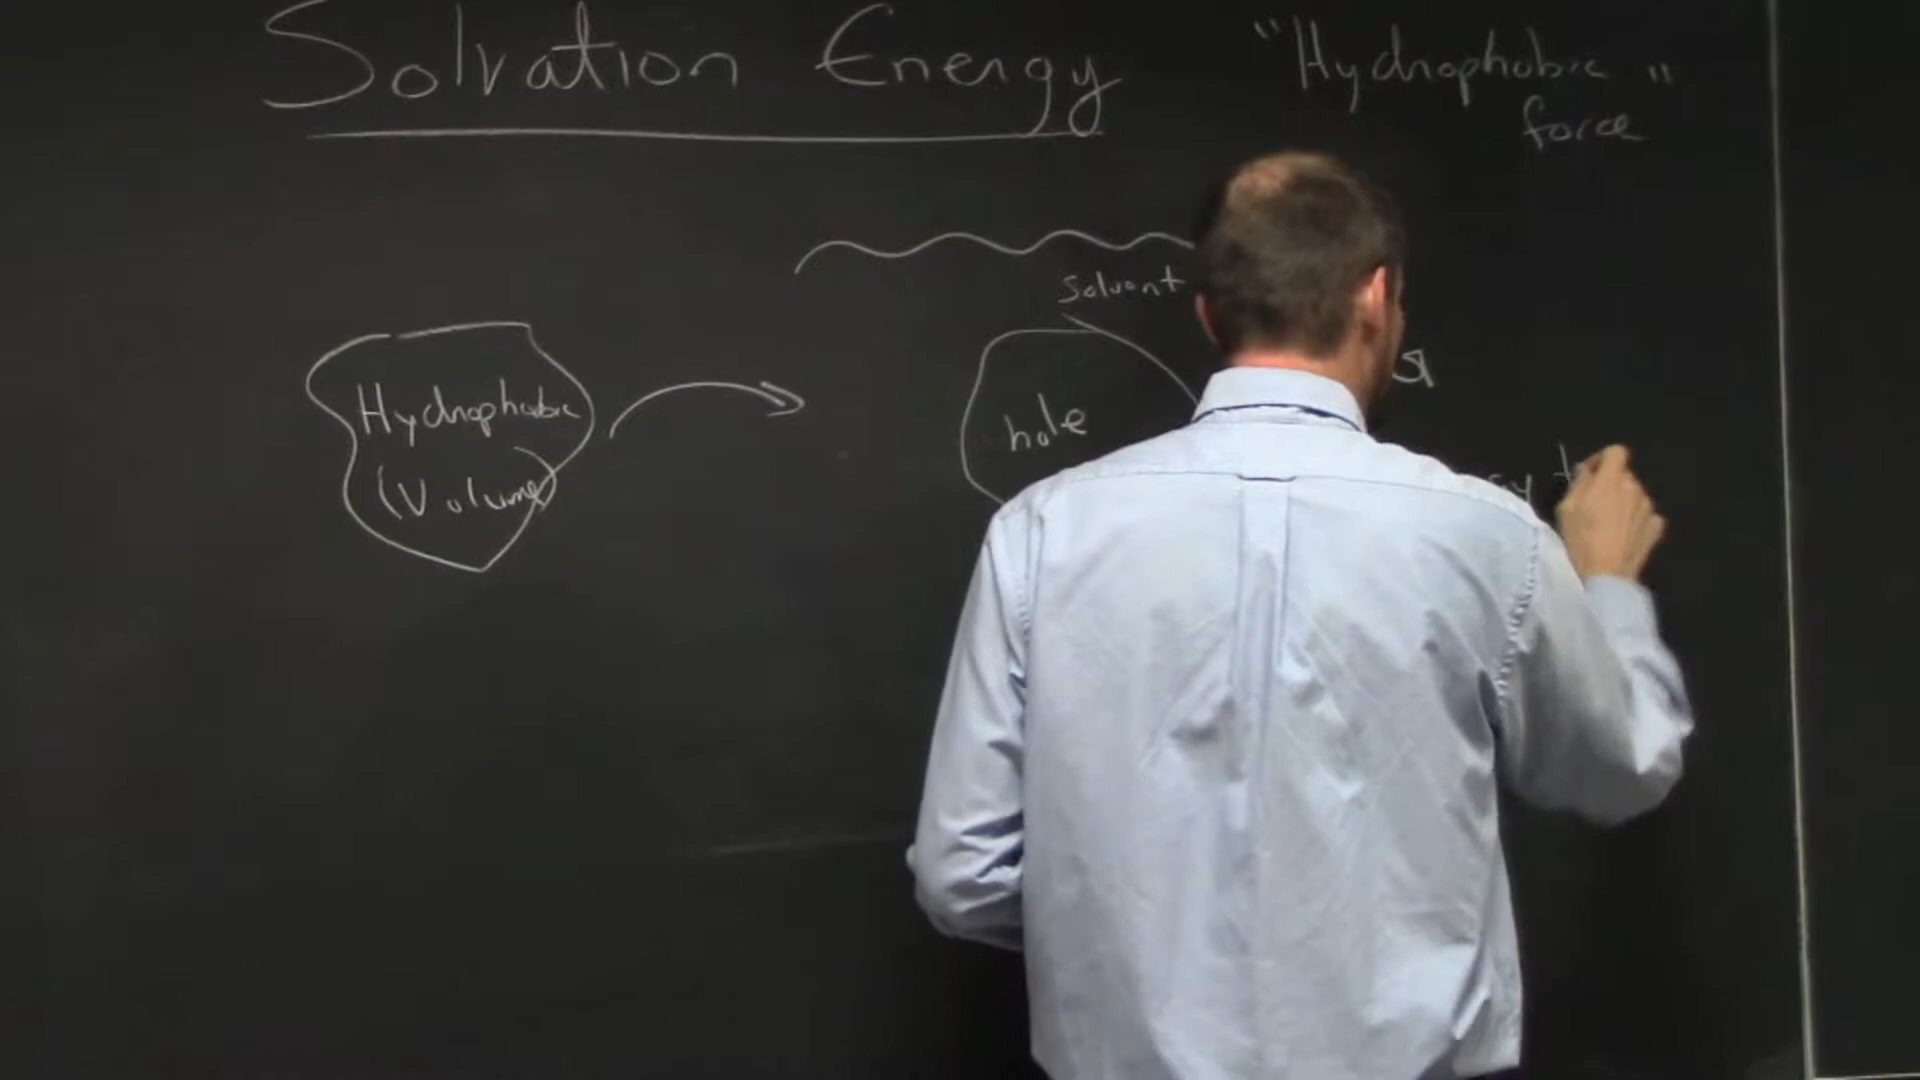 Solvation Energy
"Hydrophobic"
force
Solvent
Hydrophobic
(Volume)
hole